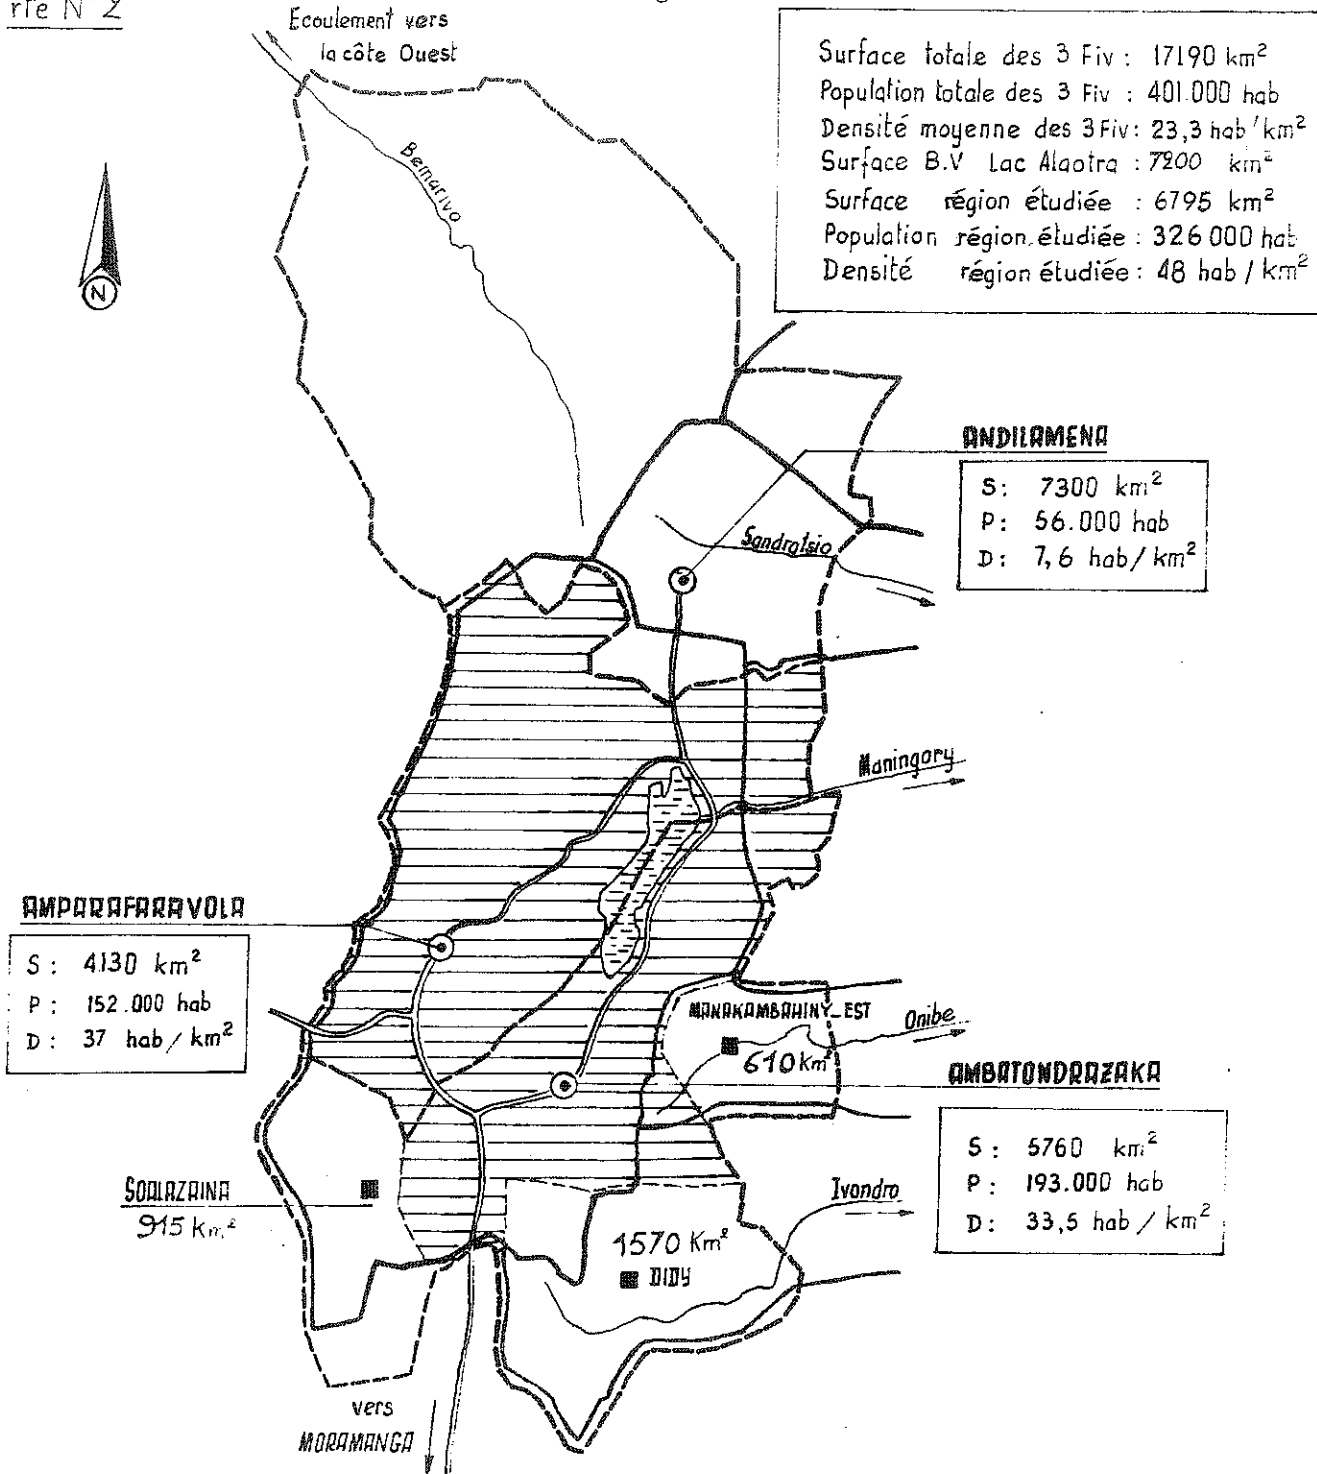 rte N 2
Ecoulement vers
la côte Ouest
Surface totale des 3 Fiv : 17190 km²
Population totale des 3 Fiv : 401.000 hab
Densité moyenne des 3 Fiv : 23,3 hab/km²
Surface B.V Lac Alaotra : 7200 km²
Surface région étudiée : 6795 km²
Population région étudiée : 326 000 hab
Densité région étudiée : 48 hab / km²
Bemarivo
N
ANDILAMENA
S : 7300 km²
P : 56.000 hab
D : 7,6 hab/km²
Sandratsio
Maningory
AMPARAFARAVOLA
S : 4130 km²
P : 152.000 hab
D : 37 hab/km²
MANAKAMBAHINY_EST
610 Km²
Onibe
AMBATONDRAZAKA
S : 5760 km²
P : 193.000 hab
D : 33,5 hab / km²
SOALAZAINA
915 Km²
Ivondro
1570 Km²
DIDY
vers
MORAMANGA